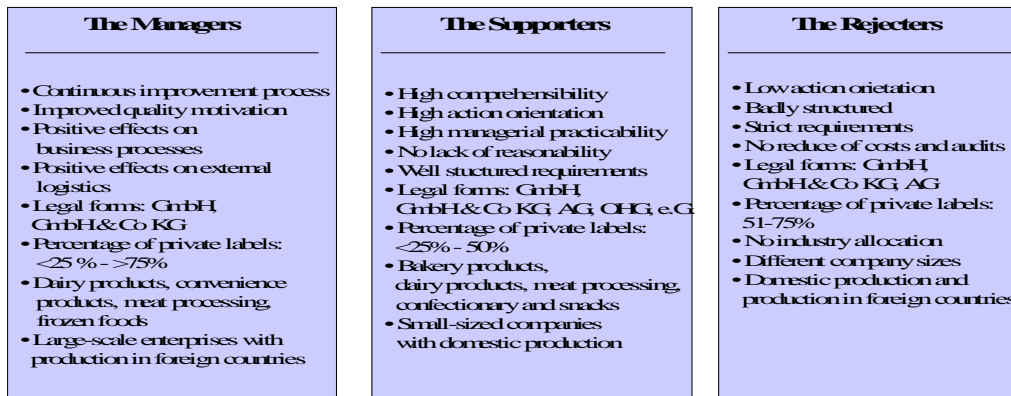 The Managers
• Continuous improvement process
• Improved quality motivation
• Positive effects on
business processes
• Positive effects on external
logistics
• Legal forms: GmbH,
GmbH & Co KG
• Percentage of private labels:
<25 % - >75%
• Dairy products, convenience
products, meat processing,
frozen foods
• Large-scale enterprises with
production in foreign countries
The Supporters
• High comprehensibility
• High action orientation
• High managerial practicability
• No lack of reasonability
• Well stuctured requirements
• Legal forms: GmbH,
GmbH & Co KG, AG, OHG, e.G.
• Percentage of private labels:
<25% - 50%
• Bakery products,
dairy products, meat processing,
confectionary and snacks
• Small-sized companies
with domestic production
The Rejecters
• Low action orietation
• Badly structured
• Strict requirements
• No reduce of costs and audits
• Legal forms: GmbH,
GmbH & Co KG, AG
• Percentage of private labels:
51-75%
• No industry allocation
• Different company sizes
• Domestic production and
production in foreign countries